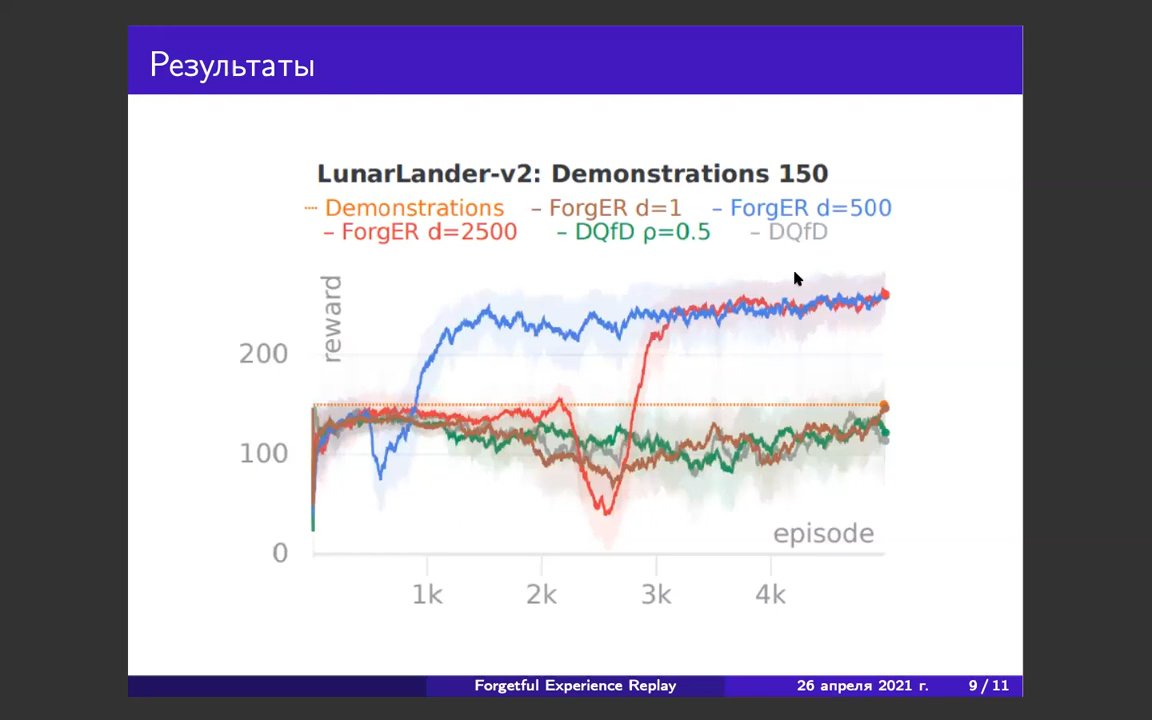 Результаты
LunarLander-v2: Demonstrations 150
Demonstrations – ForgER d=1 – ForgER d=500
– ForgER d=2500 – DQfD ρ=0.5 – DQfD
reward
200
100
0
episode
1k 2k 3k 4k
Forgetful Experience Replay 26 апреля 2021 г. 9 / 11